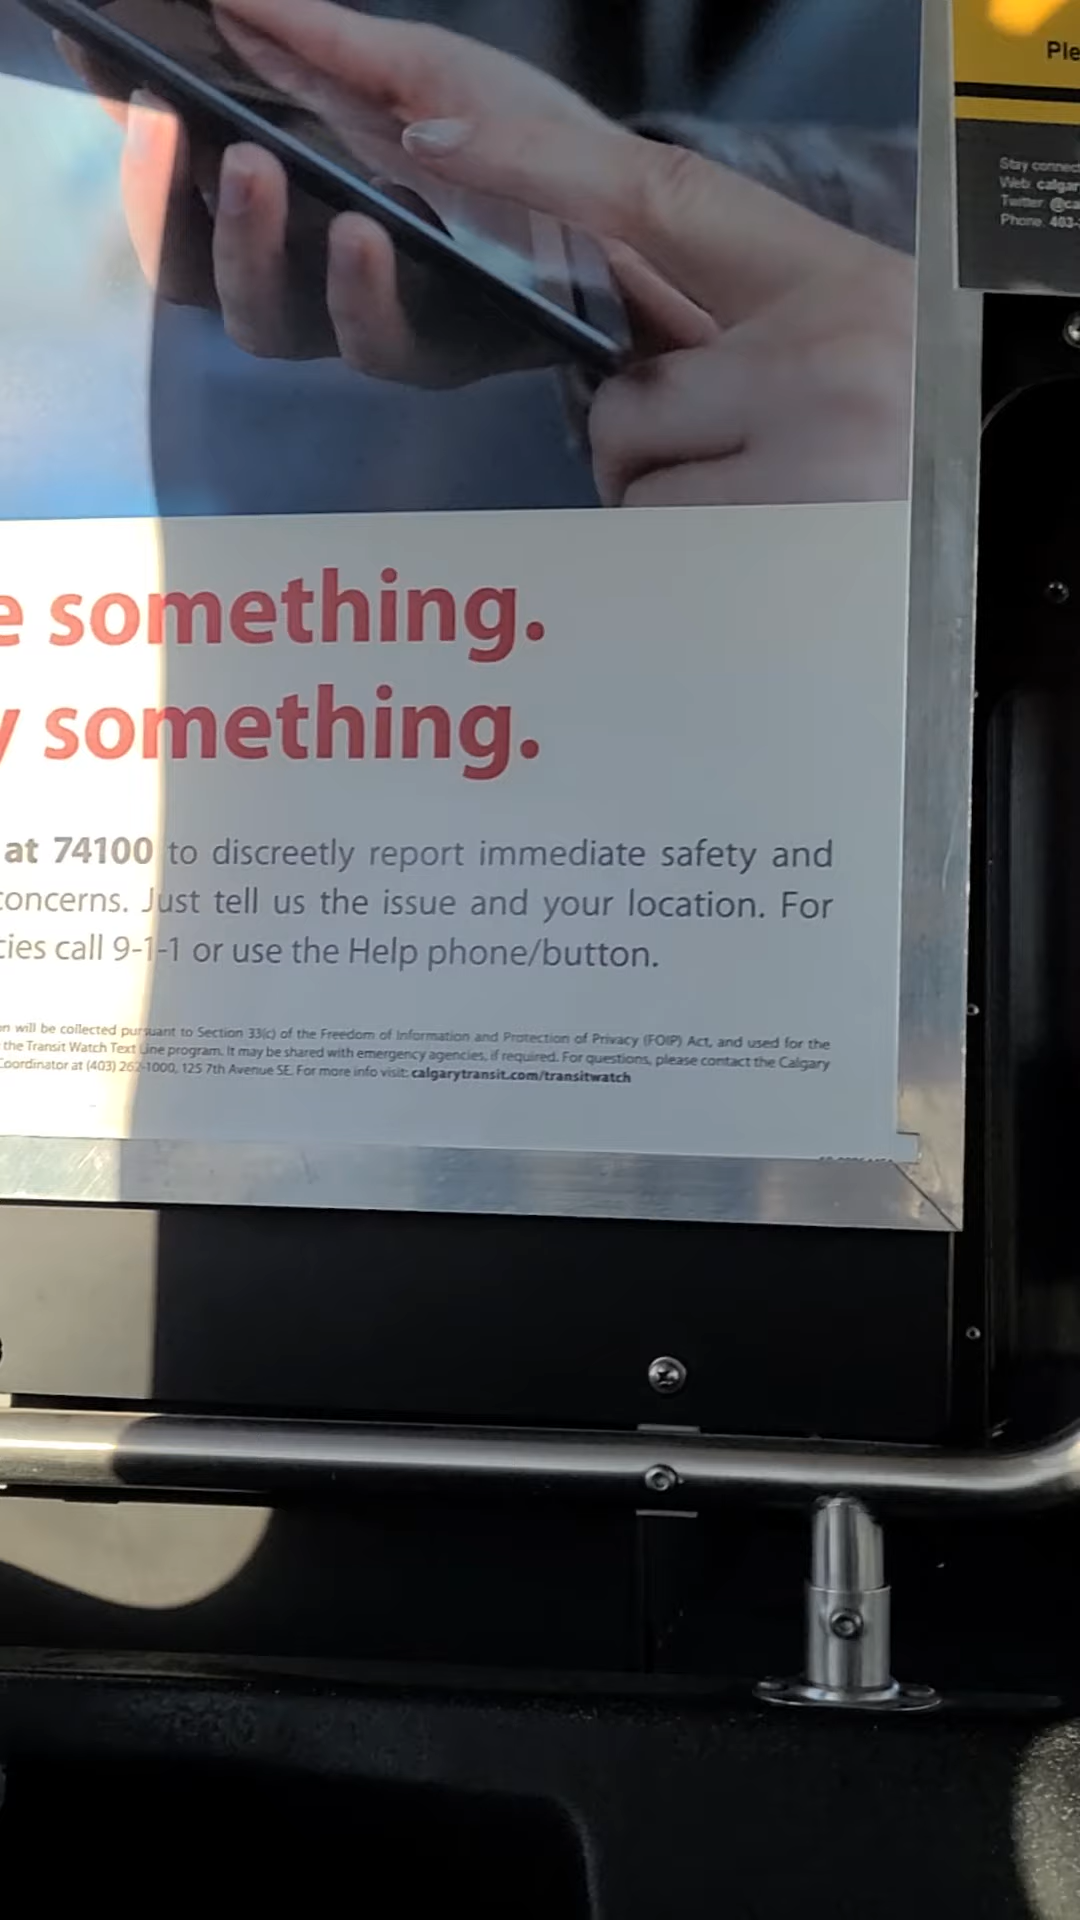 Ple
Stay connect
Web: calgar
Twitter: @ca
Phone: 403-
e something.
y something.
at 74100 to discreetly report immediate safety and
concerns. Just tell us the issue and your location. For
cies call 9-1-1 or use the Help phone/button.
on will be collected pursuant to Section 33(c) of the Freedom of Information and Protection of Privacy (FOIP) Act, and used for the
the Transit Watch Text Line program. It may be shared with emergency agencies, if required. For questions, please contact the Calgary
Coordinator at (403) 262-1000, 125 7th Avenue SE. For more info visit: calgarytransit.com/transitwatch